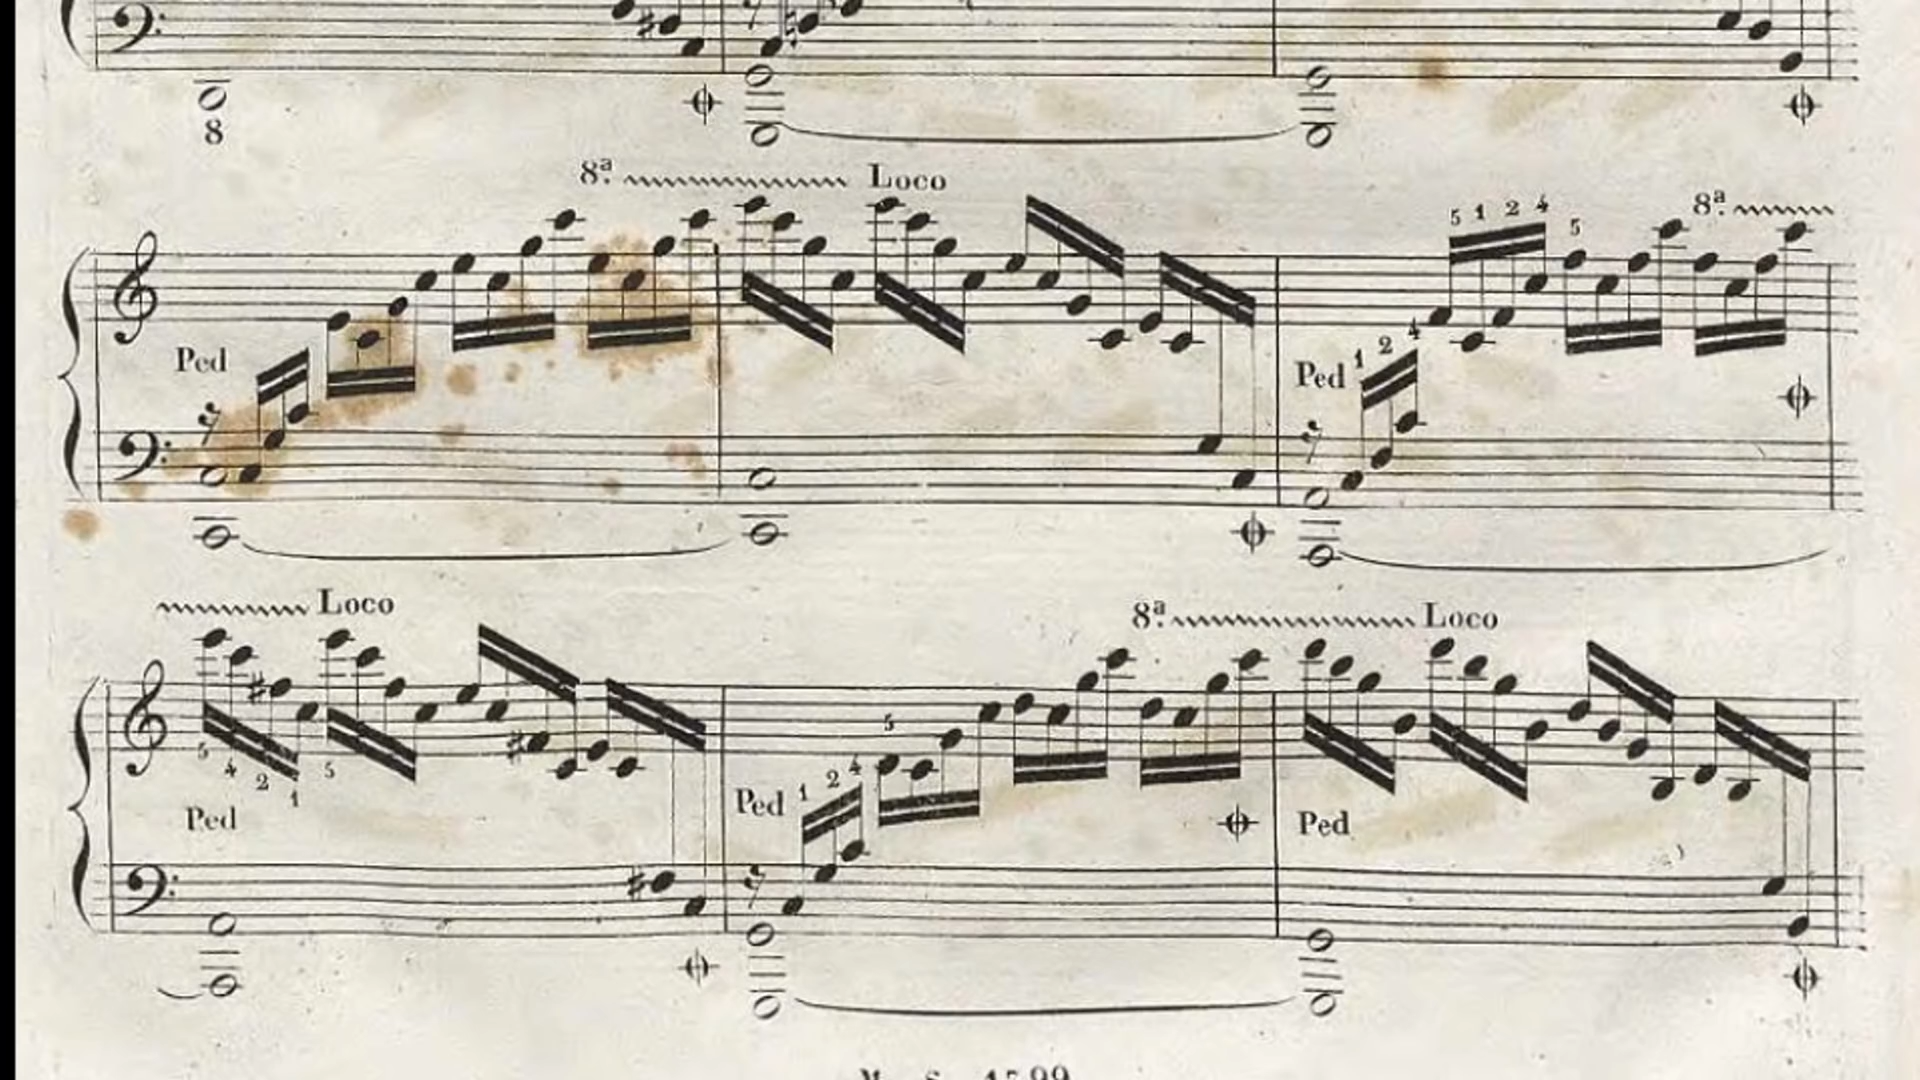 8
8ª Loco
5 1 2 4 5 8ª
Ped
Ped 1 2 4
Loco 8ª Loco
5 4 2 1 5
5
Ped Ped 1 2 4 Ped